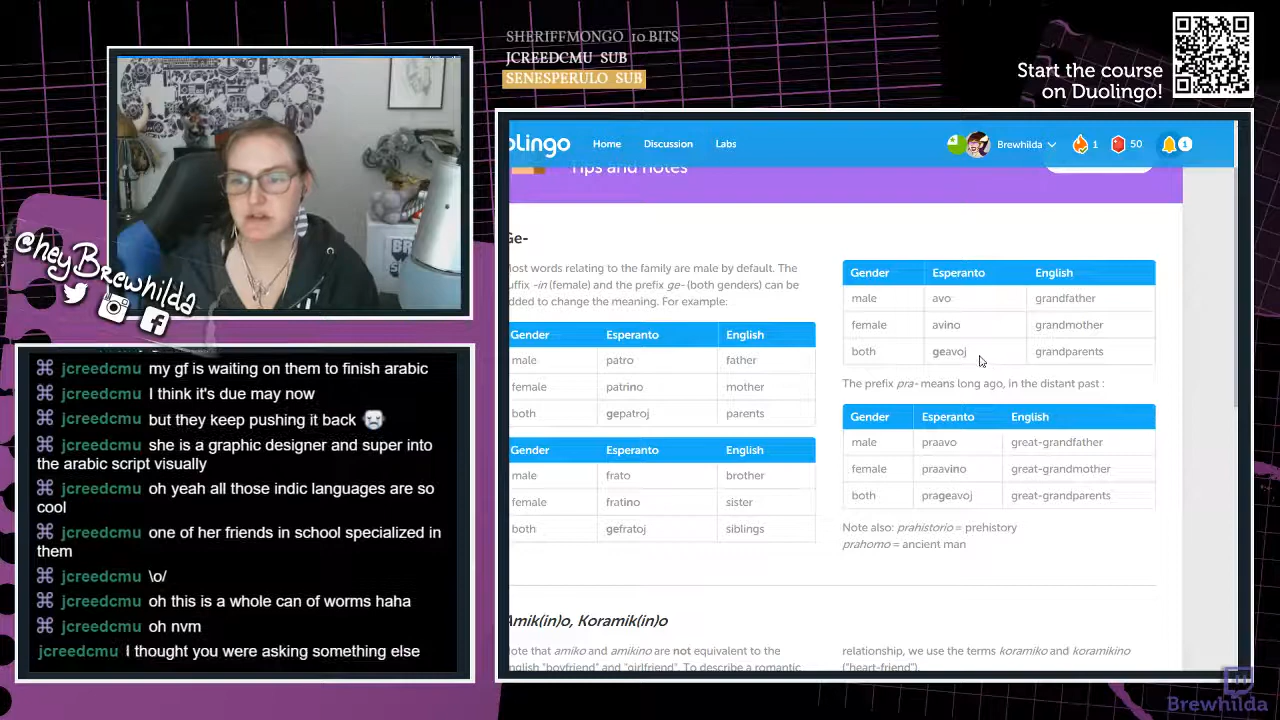 SHERIFFMONGO 10 BITS
JCREEDCMU SUB
SENESPERULO SUB
Start the course
on Duolingo!
@heyBrewhilda
olingo
Home
Discussion
Labs
Brewhilda
1
50
1
Tips and notes
Ge-
ost words relating to the family are male by default. The
uffix -in (female) and the prefix ge- (both genders) can be
dded to change the meaning. For example:
Gender Esperanto English
male patro father
female patrino mother
both gepatroj parents
Gender Esperanto English
male frato brother
female fratino sister
both gefratoj siblings
Gender Esperanto English
male avo grandfather
female avino grandmother
both geavoj grandparents
The prefix pra- means long ago, in the distant past :
Gender Esperanto English
male praavo great-grandfather
female praavino great-grandmother
both prageavoj great-grandparents
Note also: prahistorio = prehistory
prahomo = ancient man
Amik(in)o, Koramik(in)o
ote that amiko and amikino are not equivalent to the
nglish "boyfriend" and "girlfriend". To describe a romantic
relationship, we use the terms koramiko and koramikino
("heart-friend").
jcreedcmu my gf is waiting on them to finish arabic
jcreedcmu I think it's due may now
jcreedcmu but they keep pushing it back
jcreedcmu she is a graphic designer and super into
the arabic script visually
jcreedcmu oh yeah all those indic languages are so
cool
jcreedcmu one of her friends in school specialized in
them
jcreedcmu \o/
jcreedcmu oh this is a whole can of worms haha
jcreedcmu oh nvm
jcreedcmu I thought you were asking something else
Brewhilda